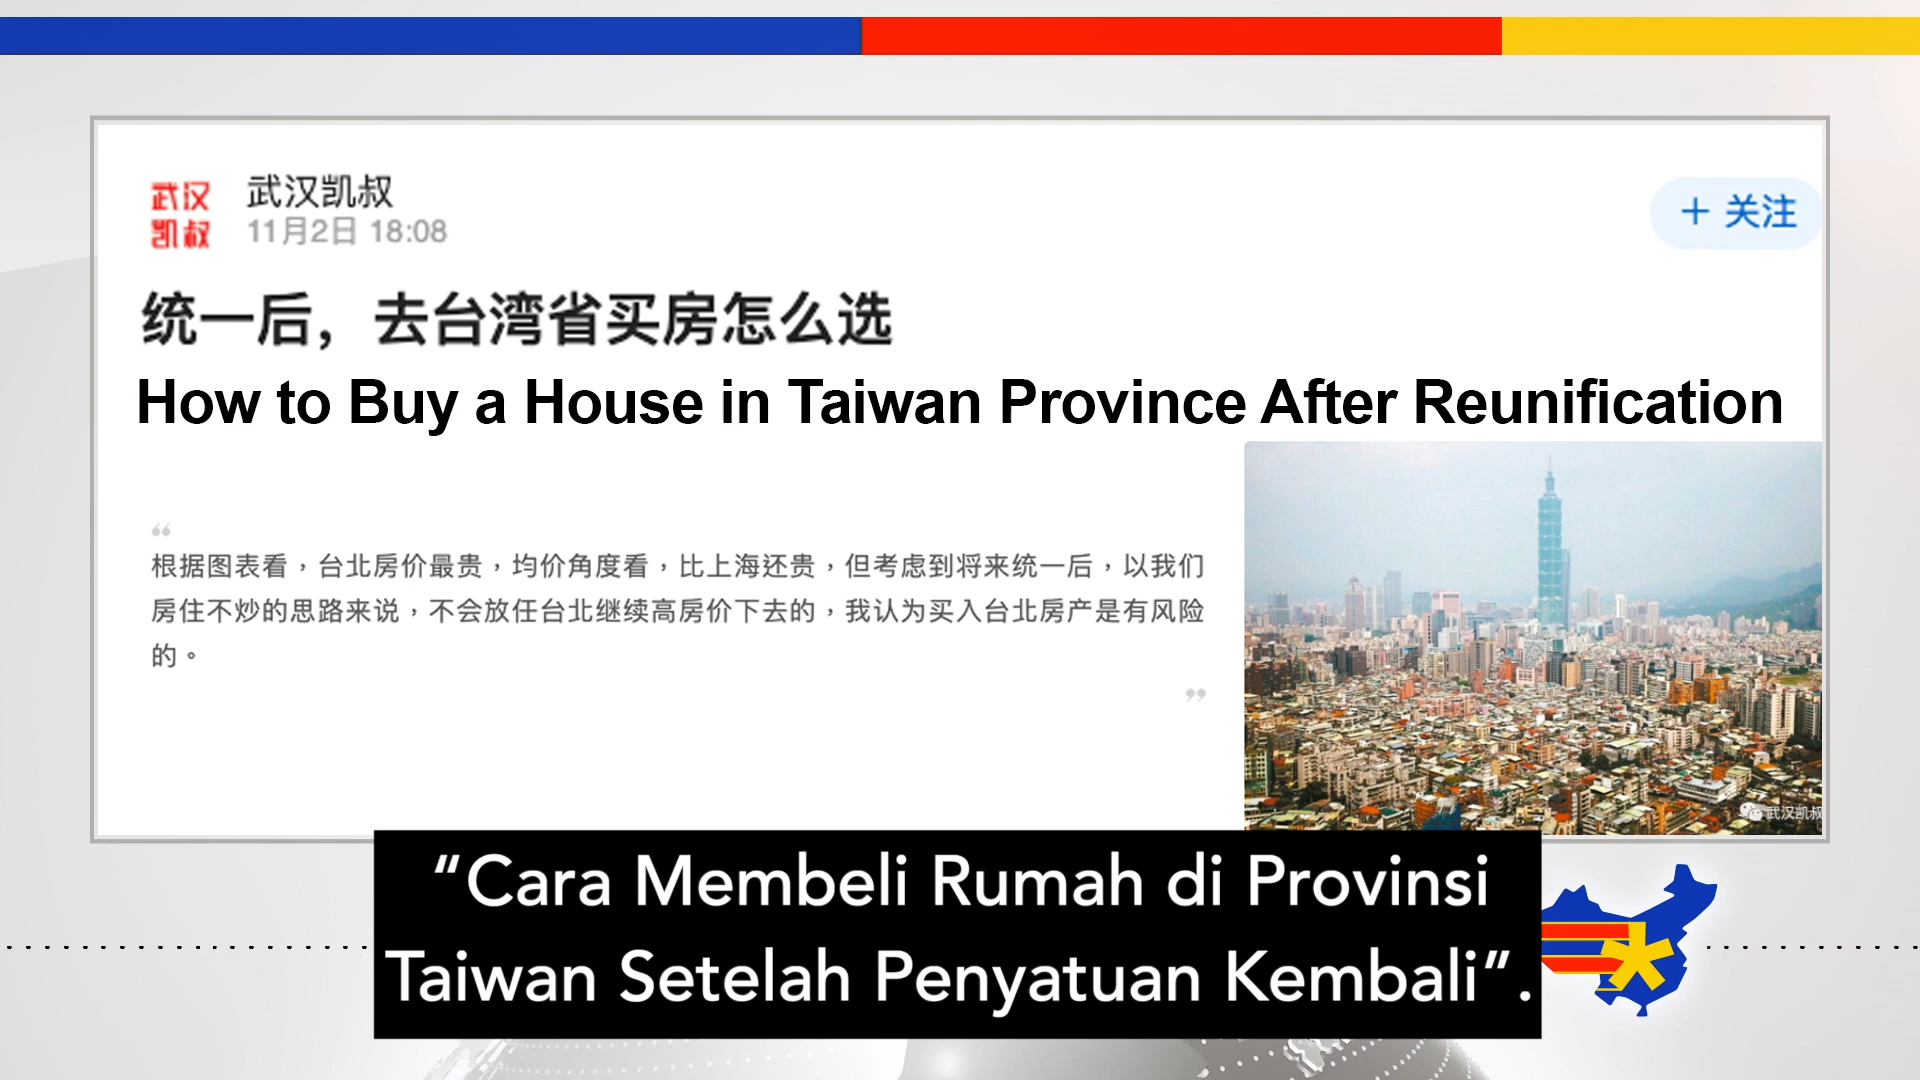 武汉
凯叔
武汉凯叔
11月2日 18:08
+ 关注
统一后，去台湾省买房怎么选
How to Buy a House in Taiwan Province After Reunification
“
根据图表看，台北房价最贵，均价角度看，比上海还贵，但考虑到将来统一后，以我们
房住不炒的思路来说，不会放任台北继续高房价下去的，我认为买入台北房产是有风险
的。
”
武汉凯叔
“Cara Membeli Rumah di Provinsi
Taiwan Setelah Penyatuan Kembali”.